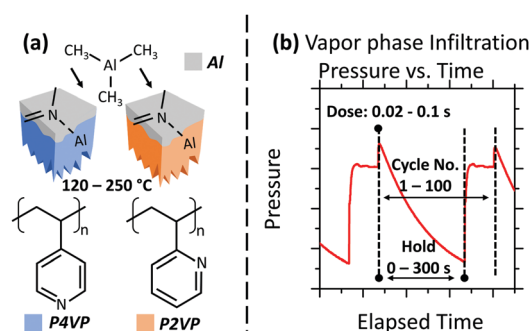 (a)
CH₃
CH₃
Al
CH₃
Al
N
Al
N
Al
120 – 250 °C
n
N
n
N
P4VP
P2VP
(b) Vapor phase Infiltration
Pressure vs. Time
Dose: 0.02 - 0.1 s
Cycle No.
1 – 100
Hold
0 – 300 s
Pressure
Elapsed Time